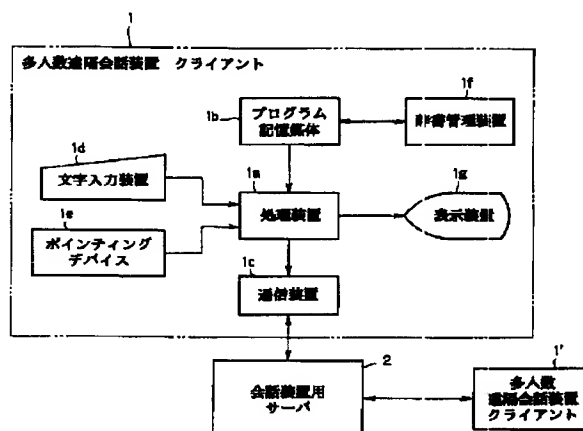 1
多人数遠隔会話装置 クライアント
1b
プログラム
記憶媒体
1f
管理装置
1d
文字入力装置
1a
処理装置
1g
表示装置
1e
ポインティング
デバイス
1c
通信装置
2
会話装置用
サーバ
1'
多人数
遠隔会話装置
クライアント